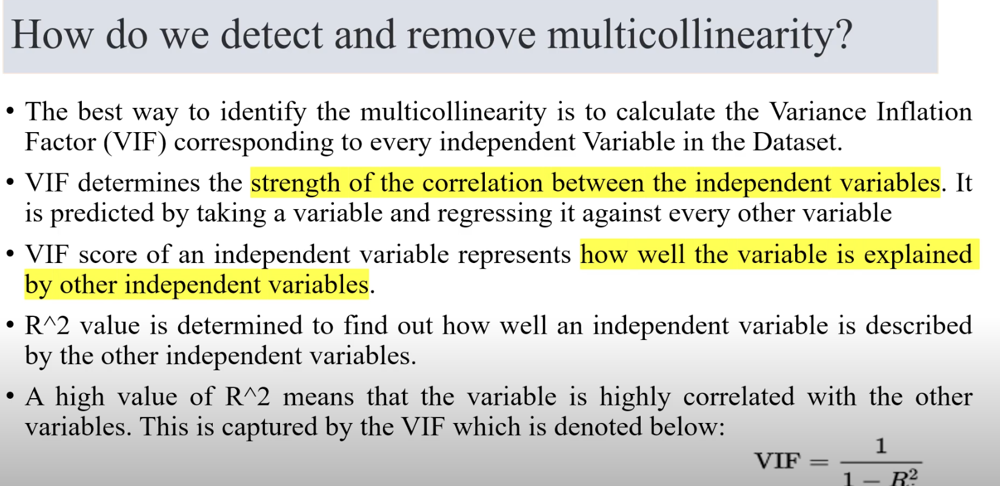 How do we detect and remove multicollinearity?
• The best way to identify the multicollinearity is to calculate the Variance Inflation
Factor (VIF) corresponding to every independent Variable in the Dataset.
• VIF determines the strength of the correlation between the independent variables. It
is predicted by taking a variable and regressing it against every other variable
• VIF score of an independent variable represents how well the variable is explained
by other independent variables.
• R^2 value is determined to find out how well an independent variable is described
by the other independent variables.
• A high value of R^2 means that the variable is highly correlated with the other
variables. This is captured by the VIF which is denoted below:
VIF = 1 / 1 − R²